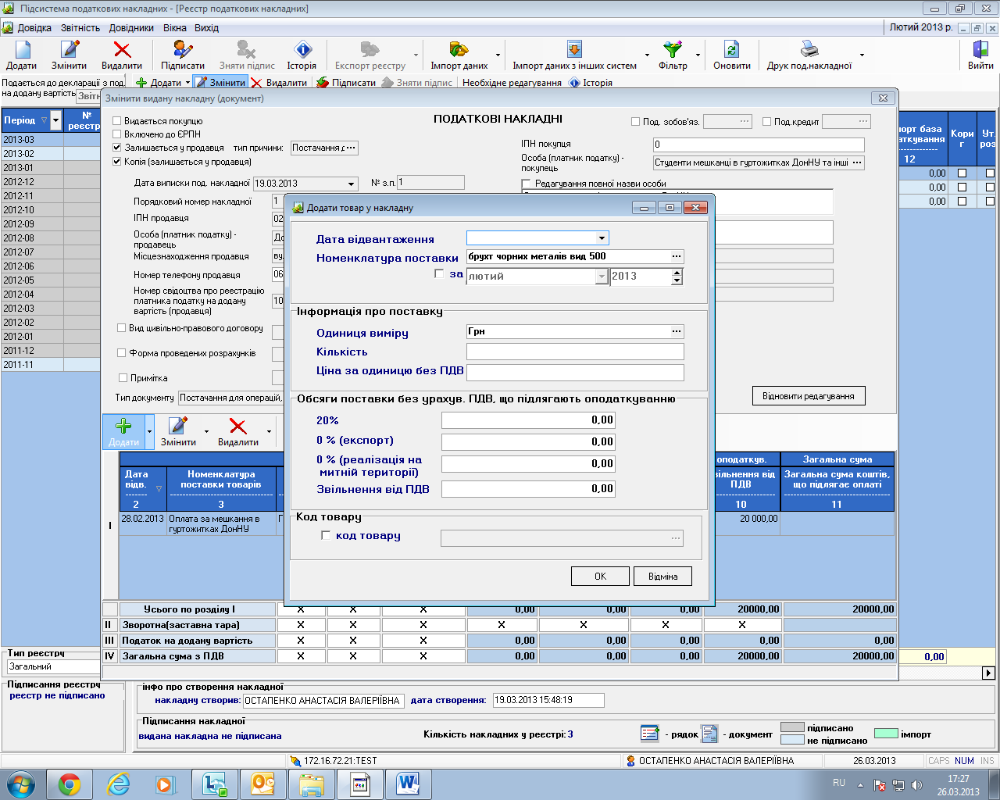 Підсистема податкових накладних - [Реєстр податкових накладних]
Довідка Звітність Довідники Вікна Вихід Лютий 2013 р.
Додати Змінити Видалити Підписати Зняти підпис Історія Експорт реєстру Імпорт даних Імпорт даних з інших систем Фільтр Оновити Друк под.накладної Вийти
Подається до декларації з под. Додати Змінити Видалити Підписати Зняти підпис Необхідне редагування Історія
на додану вартість Звітн
Змінити видану накладну (документ)
Період № реєстр
2013-03
2013-02
2013-01
2012-12
2012-11
2012-10
2012-09
2012-08
2012-07
2012-06
2012-05
2012-04
2012-03
2012-02
2012-01
2011-12
2011-11
Видається покупцю
Включено до ЄРПН
Залишається у продавця тип причини: Постачання д...
Копія (залишається у продавця)
ПОДАТКОВІ НАКЛАДНІ
Под. зобов'яз. ... Под.кредит ...
ІПН покупця 0
Особа (платник податку) - покупець Студенти мешканці в гуртожитках ДонНУ та інші ...
Редагування повної назви особи
Дата виписки под. накладної 19.03.2013 № з.п. 1
Порядковий номер накладної 1
ІПН продавця 02
Особа (платник податку) - продавець До
Місцезнаходження продавця вул
Номер телефону продавця 06
Номер свідоцтва про реєстрацію
платника податку на додану 10
вартість (продавця)
Вид цивільно-правового договору
Форма проведених розрахунків
Примітка
Тип документу Постачання для операцій,
Відновити редагування
порт база
аткування
12
Кориг
Ут. роз
0,00
0,00
0,00
Додати товар у накладну
Дата відвантаження
Номенклатура поставки брухт чорних металів вид 500 ...
за лютий 2013
Інформація про поставку
Одиниця виміру Грн ...
Кількість
Ціна за одиницю без ПДВ
Обсяги поставки без урахув. ПДВ, що підлягають оподаткуванню
20% 0,00
0 % (експорт) 0,00
0 % (реалізація на
митній території) 0,00
Звільнення від ПДВ 0,00
Код товару
код товару ...
OK Відміна
Додати Змінити Видалити
оподаткув. Загальна сума
Дата відв. Номенклатура поставки товарів вільнення від ПДВ Загальна сума коштів, що підлягає оплаті
2 3 10 11
I 28.02.2013 Оплата за мешкання в гуртожитках ДонНУ Г 20 000,00
Усього по розділу I X X X 0,00 0,00 0,00 20000,00 20000,00
II Зворотна(заставна тара) X X X X X X X
III Податок на додану вартість X X X 0,00 0,00 0,00 0,00 0,00
IV Загальна сума з ПДВ X X X 0,00 0,00 0,00 20000,00 20000,00
0,00
Тип реєстру
Загальний
Підписання реєстру
реєстр не підписано
інфо про створення накладної
накладну створив: ОСТАПЕНКО АНАСТАСІЯ ВАЛЕРІЇВНА дата створення: 19.03.2013 15:48:19
Підписання накладної
видана накладна не підписана
Кількість накладних у реєстрі: 3 - рядок - документ підписано
не підписано
імпорт
172.16.72.21:TEST ОСТАПЕНКО АНАСТАСІЯ ВАЛЕРІЇВНА 26.03.2013 CAPS NUM INS
RU 17:27
26.03.2013